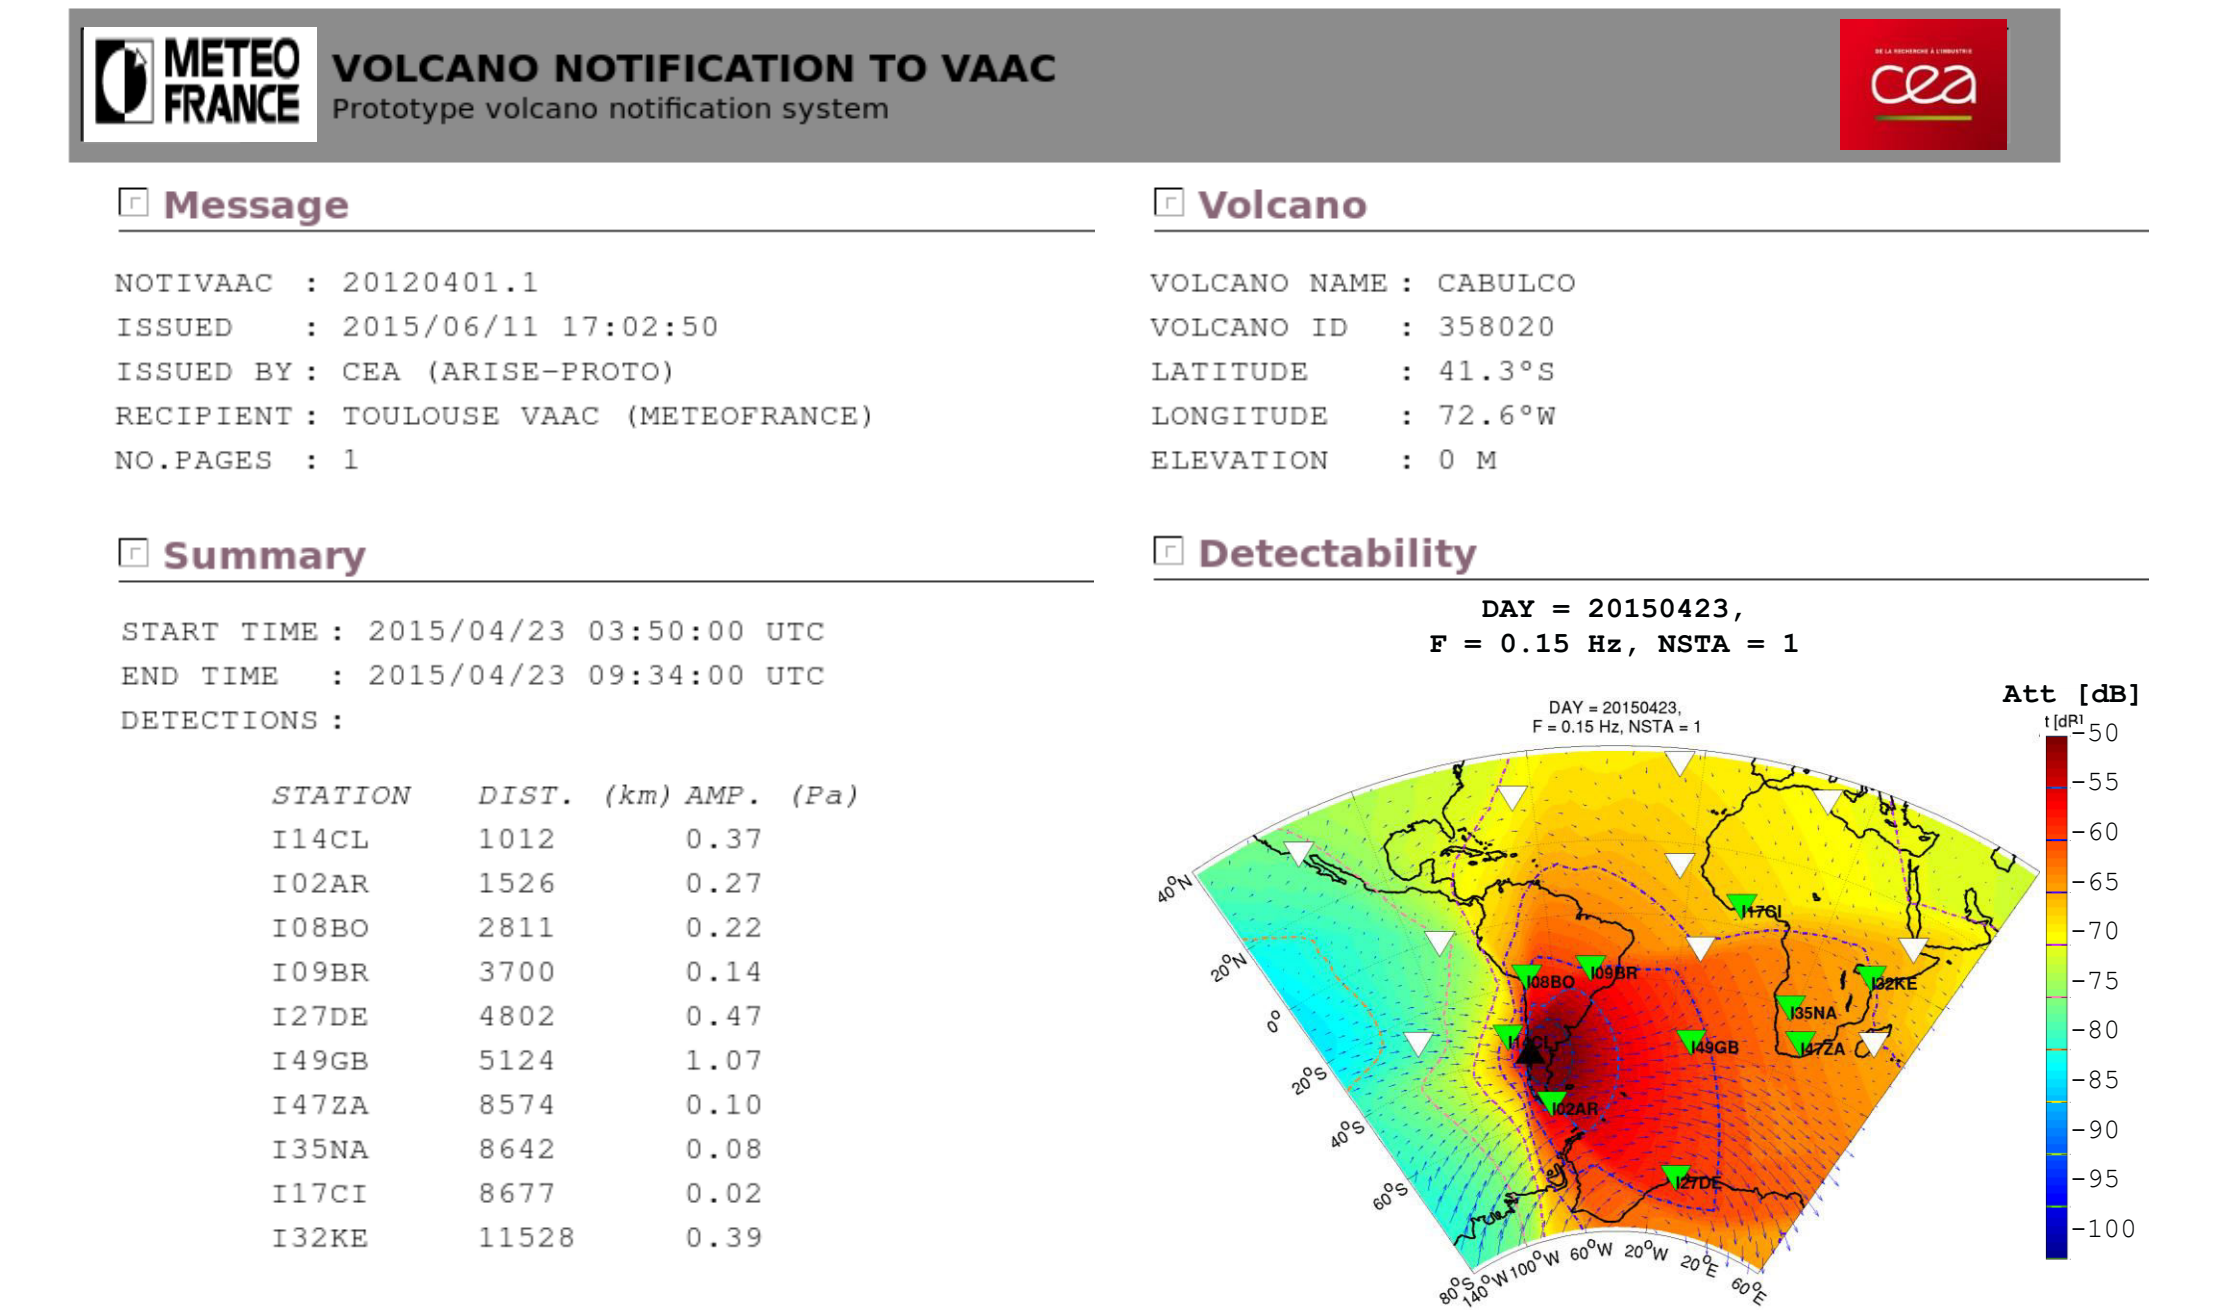 METEO
FRANCE
VOLCANO NOTIFICATION TO VAAC
Prototype volcano notification system
DE LA RECHERCHE À L'INDUSTRIE
cea
Message
NOTIVAAC : 20120401.1
ISSUED : 2015/06/11 17:02:50
ISSUED BY : CEA (ARISE-PROTO)
RECIPIENT : TOULOUSE VAAC (METEOFRANCE)
NO.PAGES : 1
Volcano
VOLCANO NAME : CABULCO
VOLCANO ID : 358020
LATITUDE : 41.3°S
LONGITUDE : 72.6°W
ELEVATION : 0 M
Summary
START TIME : 2015/04/23 03:50:00 UTC
END TIME : 2015/04/23 09:34:00 UTC
DETECTIONS :
STATION DIST. (km) AMP. (Pa)
I14CL 1012 0.37
I02AR 1526 0.27
I08BO 2811 0.22
I09BR 3700 0.14
I27DE 4802 0.47
I49GB 5124 1.07
I47ZA 8574 0.10
I35NA 8642 0.08
I17CI 8677 0.02
I32KE 11528 0.39
Detectability
DAY = 20150423,
F = 0.15 Hz, NSTA = 1
Att [dB]
DAY = 20150423,
F = 0.15 Hz, NSTA = 1
t [dB]
-50
-55
-60
-65
-70
-75
-80
-85
-90
-95
-100
I17CI
I08BO
I09BR
I32KE
I35NA
I14CL
I49GB
I47ZA
I02AR
I27DE
40°N
20°N
0°
20°S
40°S
60°S
80°S
140°W
100°W
60°W
20°W
20°E
60°E